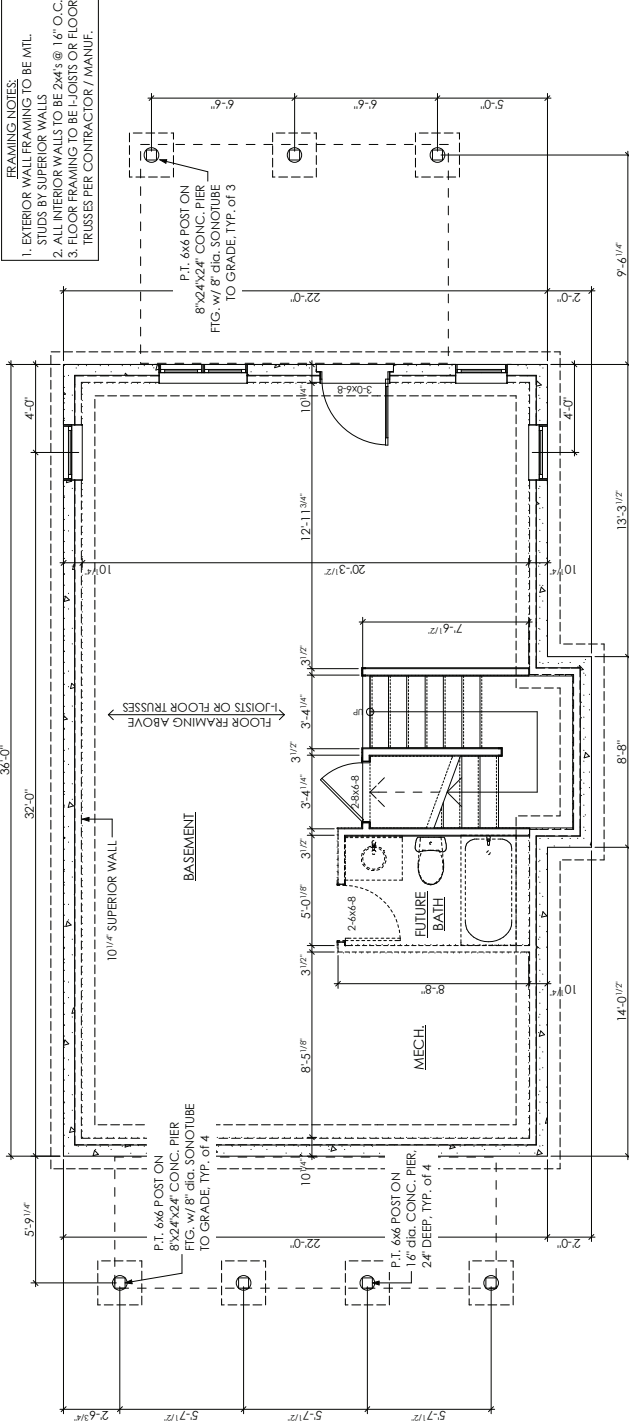 FRAMING NOTES:
1. EXTERIOR WALL FRAMING TO BE MTL.
STUDS BY SUPERIOR WALLS
2. ALL INTERIOR WALLS TO BE 2x4's @ 16" O.C.
3. FLOOR FRAMING TO BE I-JOISTS OR FLOOR
TRUSSES PER CONTRACTOR / MANUF.
36'-0"
4'-0"
32'-0"
5'-9 1/4"
6'-6"
6'-6"
5'-0"
P.T. 6x6 POST ON
8"x24"x24" CONC. PIER
FTG. w/ 8" dia. SONOTUBE
TO GRADE, TYP. of 3
22'-0"
2'-0"
9'-6 1/4"
10 1/4" SUPERIOR WALL
BASEMENT
FLOOR FRAMING ABOVE
I-JOISTS OR FLOOR TRUSSES
10 1/4"
20'-3 1/2"
10 1/4"
3-0x6-8
10 1/4"
12'-11 3/4"
3 1/2"
3'-4 1/4"
3 1/2"
3'-4 1/4"
3 1/2"
5'-0 1/8"
3 1/2"
8'-5 1/8"
10 1/4"
7'-6 1/2"
UP
2-8x6-8
2-6x6-8
FUTURE
BATH
8'-8"
10 1/4"
MECH.
P.T. 6x6 POST ON
8"x24"x24" CONC. PIER
FTG. w/ 8" dia. SONOTUBE
TO GRADE, TYP. of 4
P.T. 6x6 POST ON
16" dia. CONC. PIER,
24" DEEP, TYP. of 4
22'-0"
2'-0"
2'-6 3/4"
5'-7 1/2"
5'-7 1/2"
5'-7 1/2"
4'-0"
13'-3 1/2"
8'-8"
14'-0 1/2"